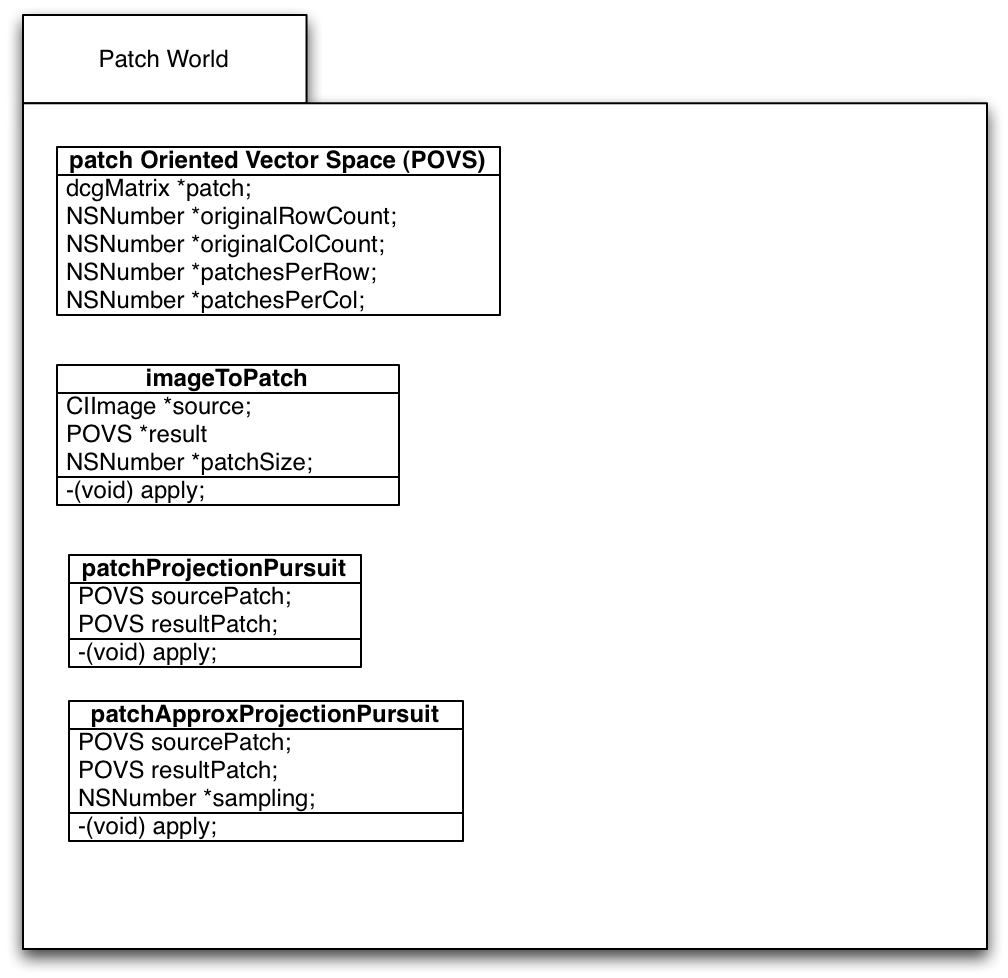 Patch World
patch Oriented Vector Space (POVS)
dcgMatrix *patch;
NSNumber *originalRowCount;
NSNumber *originalColCount;
NSNumber *patchesPerRow;
NSNumber *patchesPerCol;
imageToPatch
CIImage *source;
POVS *result
NSNumber *patchSize;
-(void) apply;
patchProjectionPursuit
POVS sourcePatch;
POVS resultPatch;
-(void) apply;
patchApproxProjectionPursuit
POVS sourcePatch;
POVS resultPatch;
NSNumber *sampling;
-(void) apply;